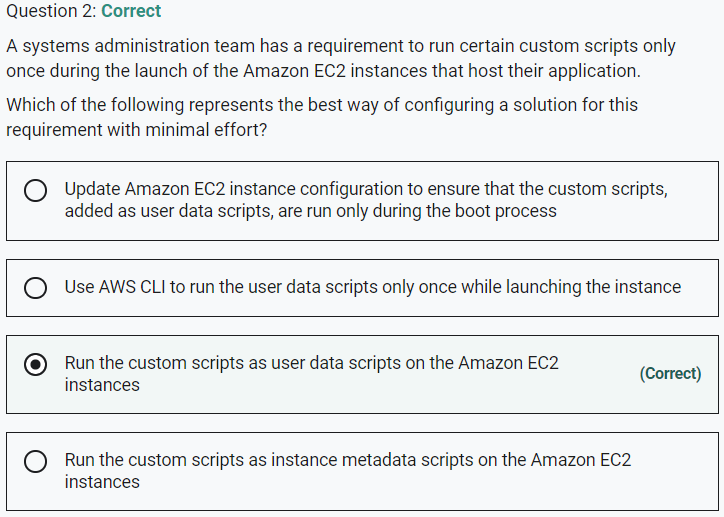 Question 2: Correct
A systems administration team has a requirement to run certain custom scripts only
once during the launch of the Amazon EC2 instances that host their application.
Which of the following represents the best way of configuring a solution for this
requirement with minimal effort?
Update Amazon EC2 instance configuration to ensure that the custom scripts,
added as user data scripts, are run only during the boot process
Use AWS CLI to run the user data scripts only once while launching the instance
Run the custom scripts as user data scripts on the Amazon EC2
instances
(Correct)
Run the custom scripts as instance metadata scripts on the Amazon EC2
instances